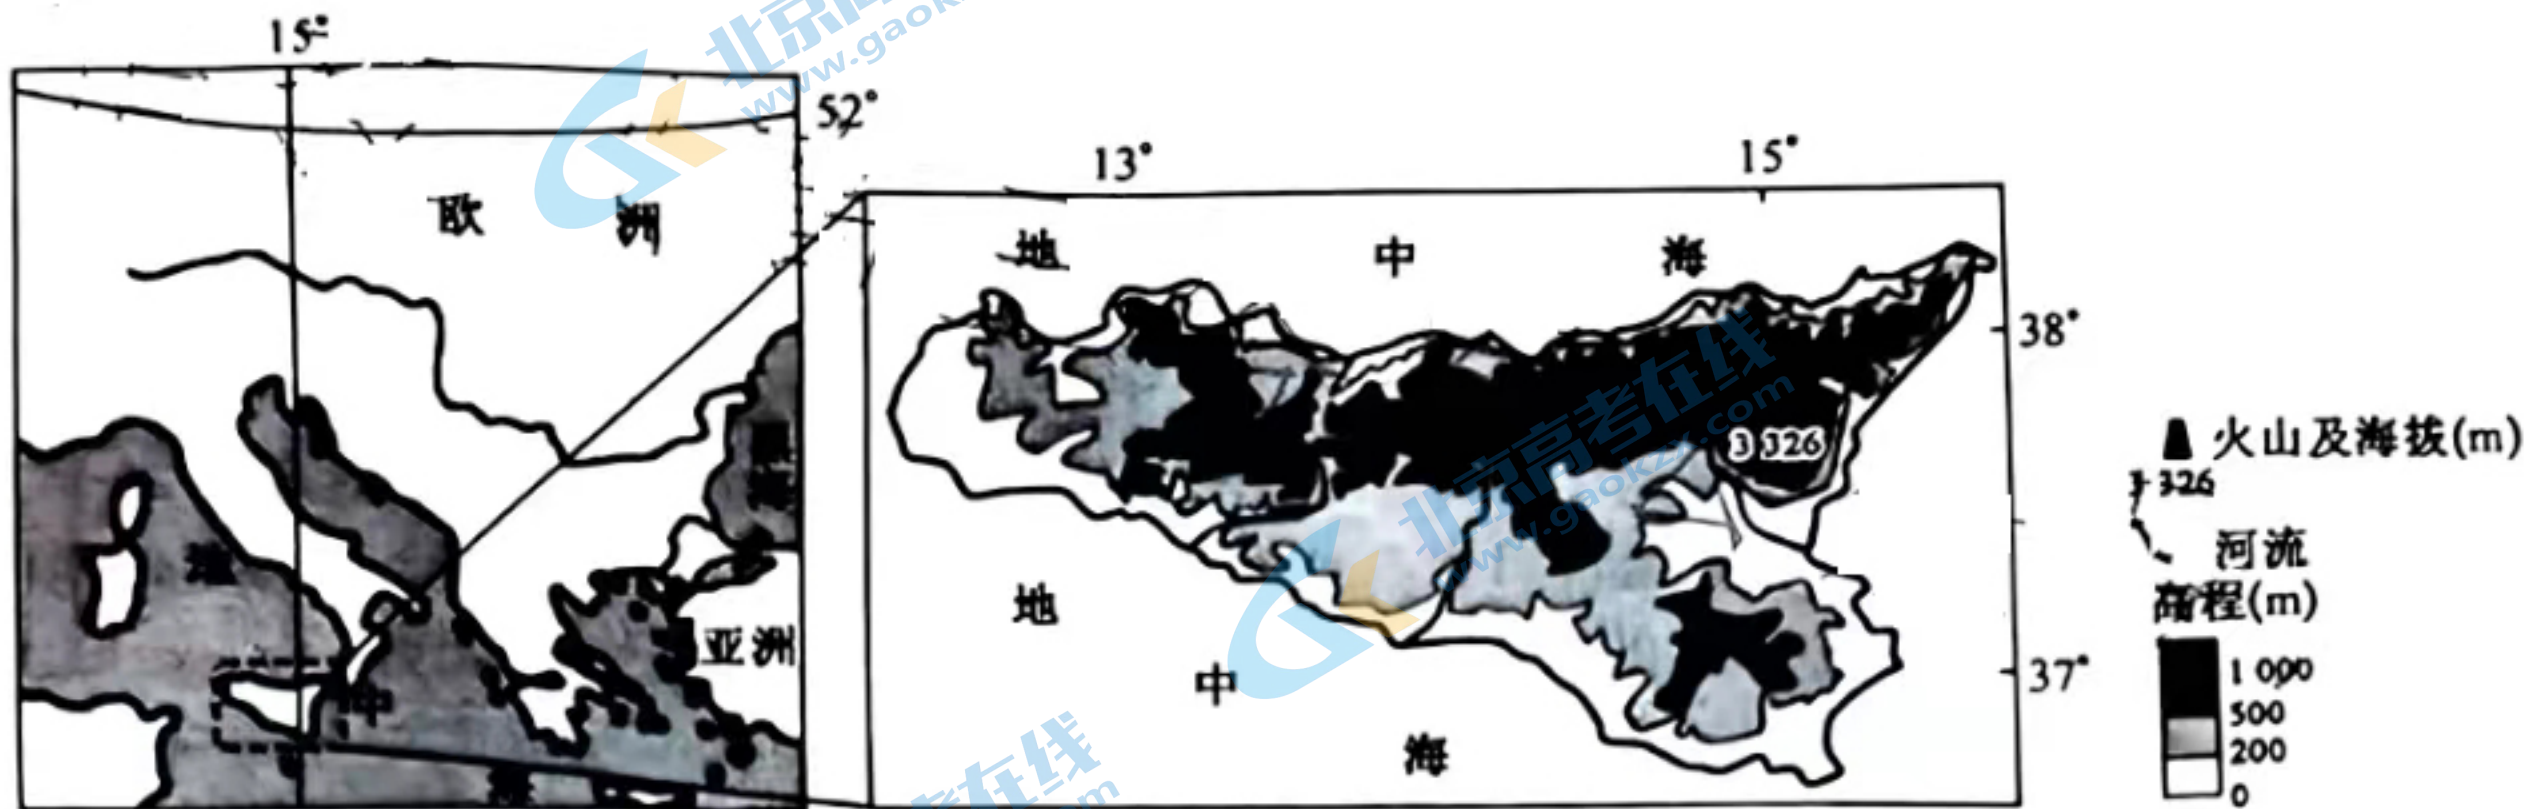 15°
52°
欧 洲
亚洲
中
13° 15°
地 中 海
38°
3 326
37°
地
中
海
火山及海拔(m)
3 326
河流
高程(m)
1 000
500
200
0
北京高考在线
www.gaokzx.com